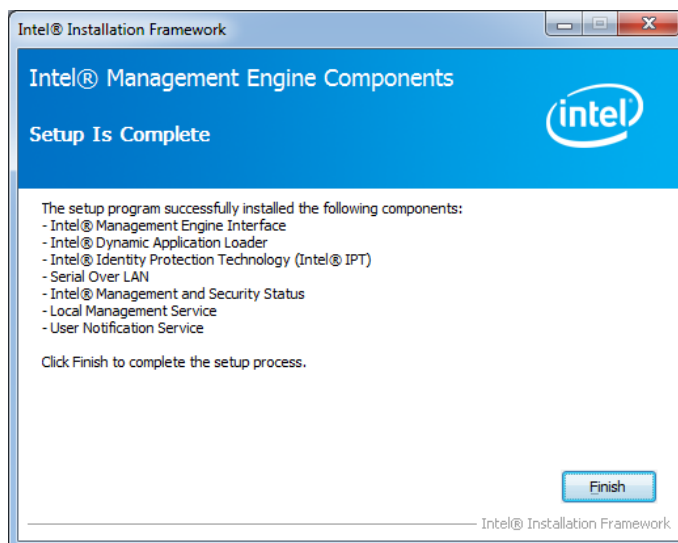 Intel® Installation Framework
Intel® Management Engine Components
intel
Setup Is Complete
The setup program successfully installed the following components:
- Intel® Management Engine Interface
- Intel® Dynamic Application Loader
- Intel® Identity Protection Technology (Intel® IPT)
- Serial Over LAN
- Intel® Management and Security Status
- Local Management Service
- User Notification Service
Click Finish to complete the setup process.
Finish
Intel® Installation Framework